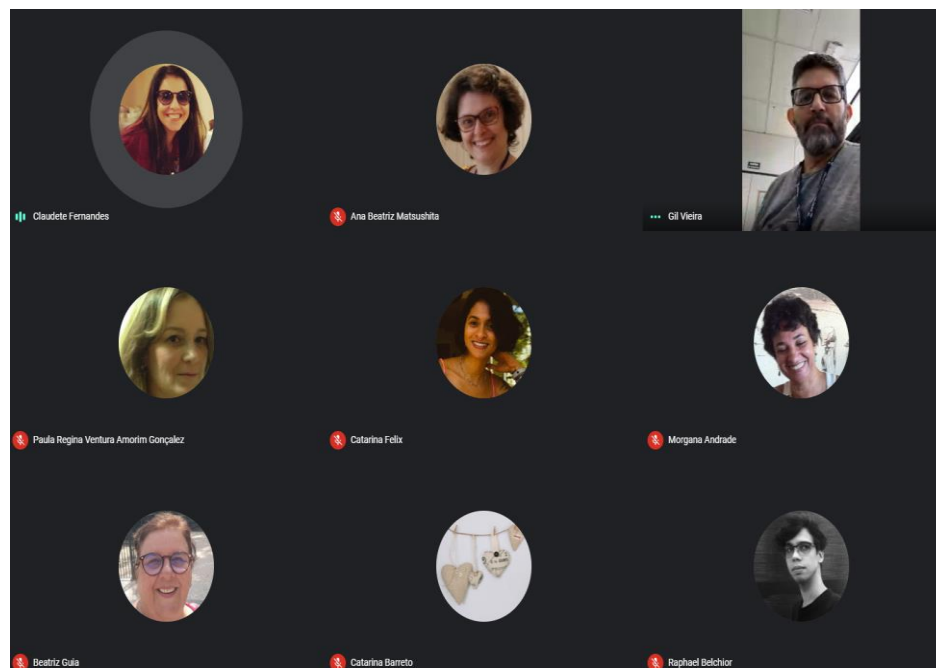 Claudete Fernandes
Ana Beatriz Matsushita
Gil Vieira
Paula Regina Ventura Amorim Gonçalez
Catarina Felix
Morgana Andrade
Beatriz Guia
Catarina Barreto
Raphael Belchior